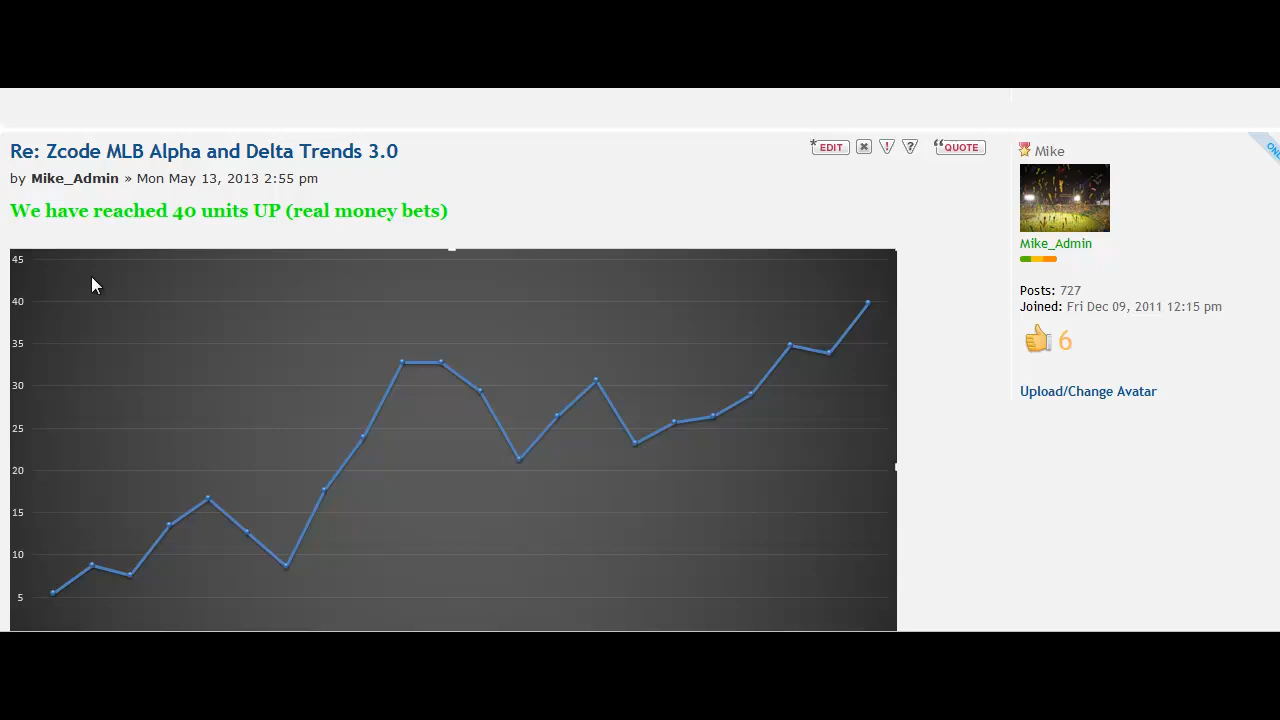 Re: Zcode MLB Alpha and Delta Trends 3.0
by Mike_Admin » Mon May 13, 2013 2:55 pm
We have reached 40 units UP (real money bets)
*EDIT
!
?
“QUOTE
45
40
35
30
25
20
15
10
5
Mike
Mike_Admin
Posts: 727
Joined: Fri Dec 09, 2011 12:15 pm
6
Upload/Change Avatar